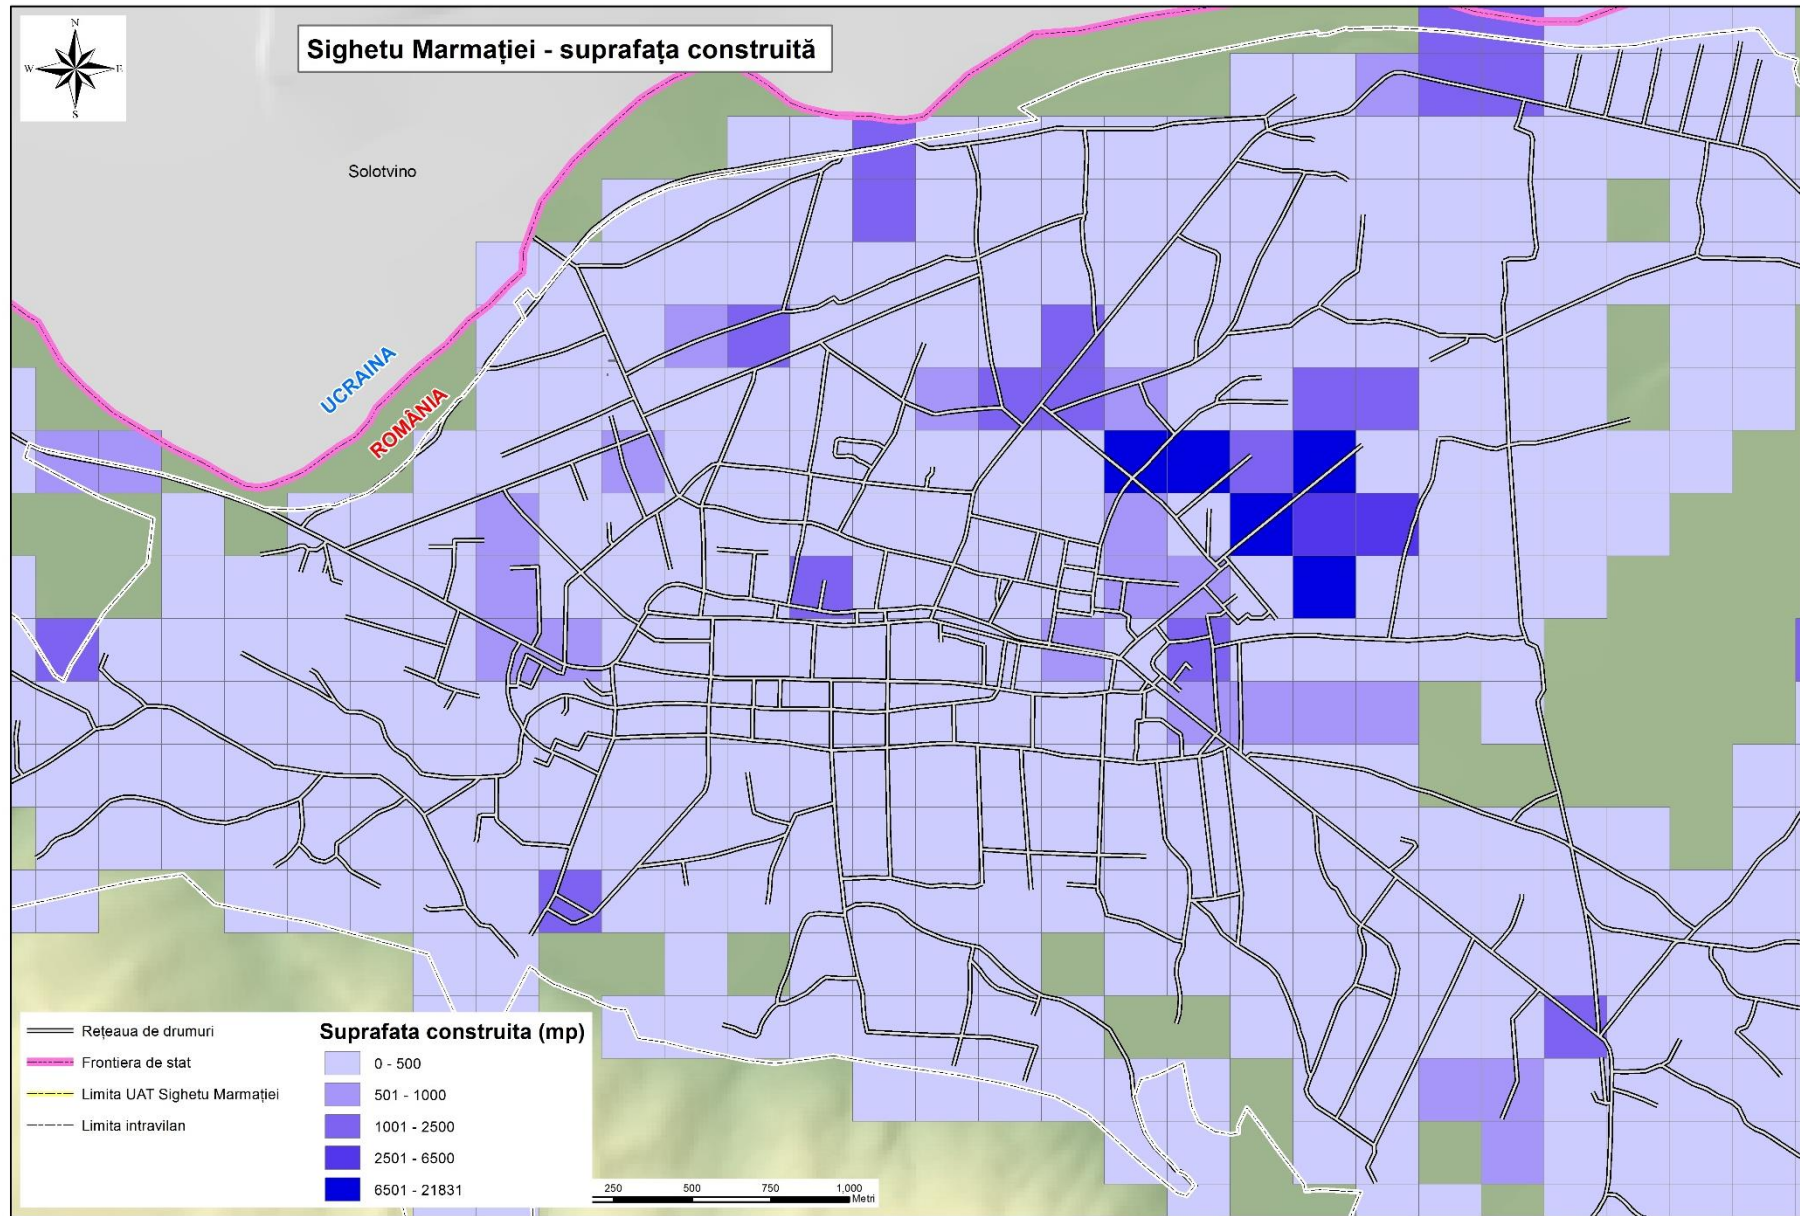 N
Sighetu Marmației - suprafața construită
W
E
S
Solotvino
UCRAINA
ROMÂNIA
Rețeaua de drumuri
Frontiera de stat
Limita UAT Sighetu Marmației
Limita intravilan
Suprafata construita (mp)
0 - 500
501 - 1000
1001 - 2500
2501 - 6500
6501 - 21831
250 500 750 1,000
Metri